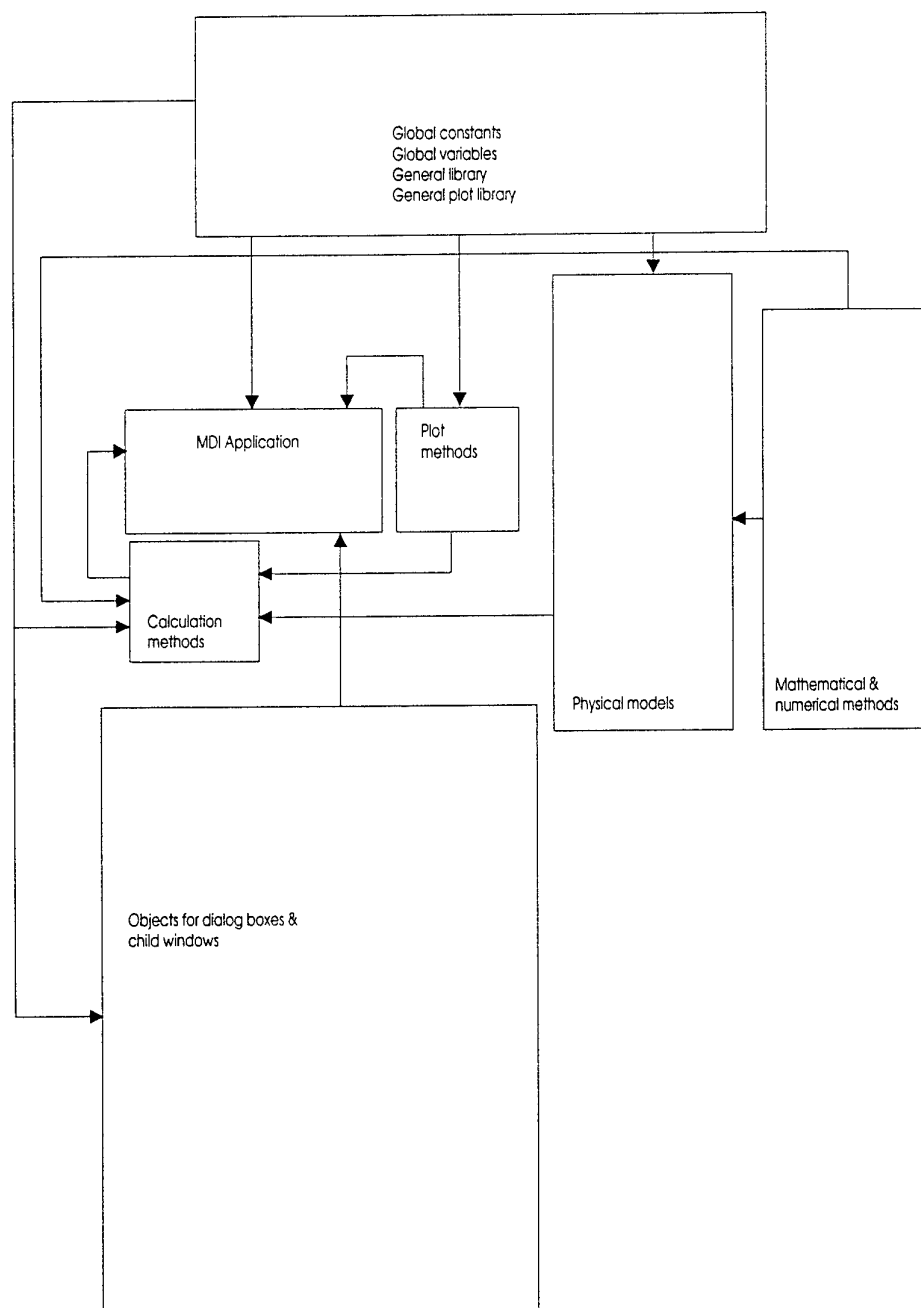 Global constants
Global variables
General library
General plot library
MDI Application
Plot
methods
Calculation
methods
Physical models
Mathematical &
numerical methods
Objects for dialog boxes &
child windows